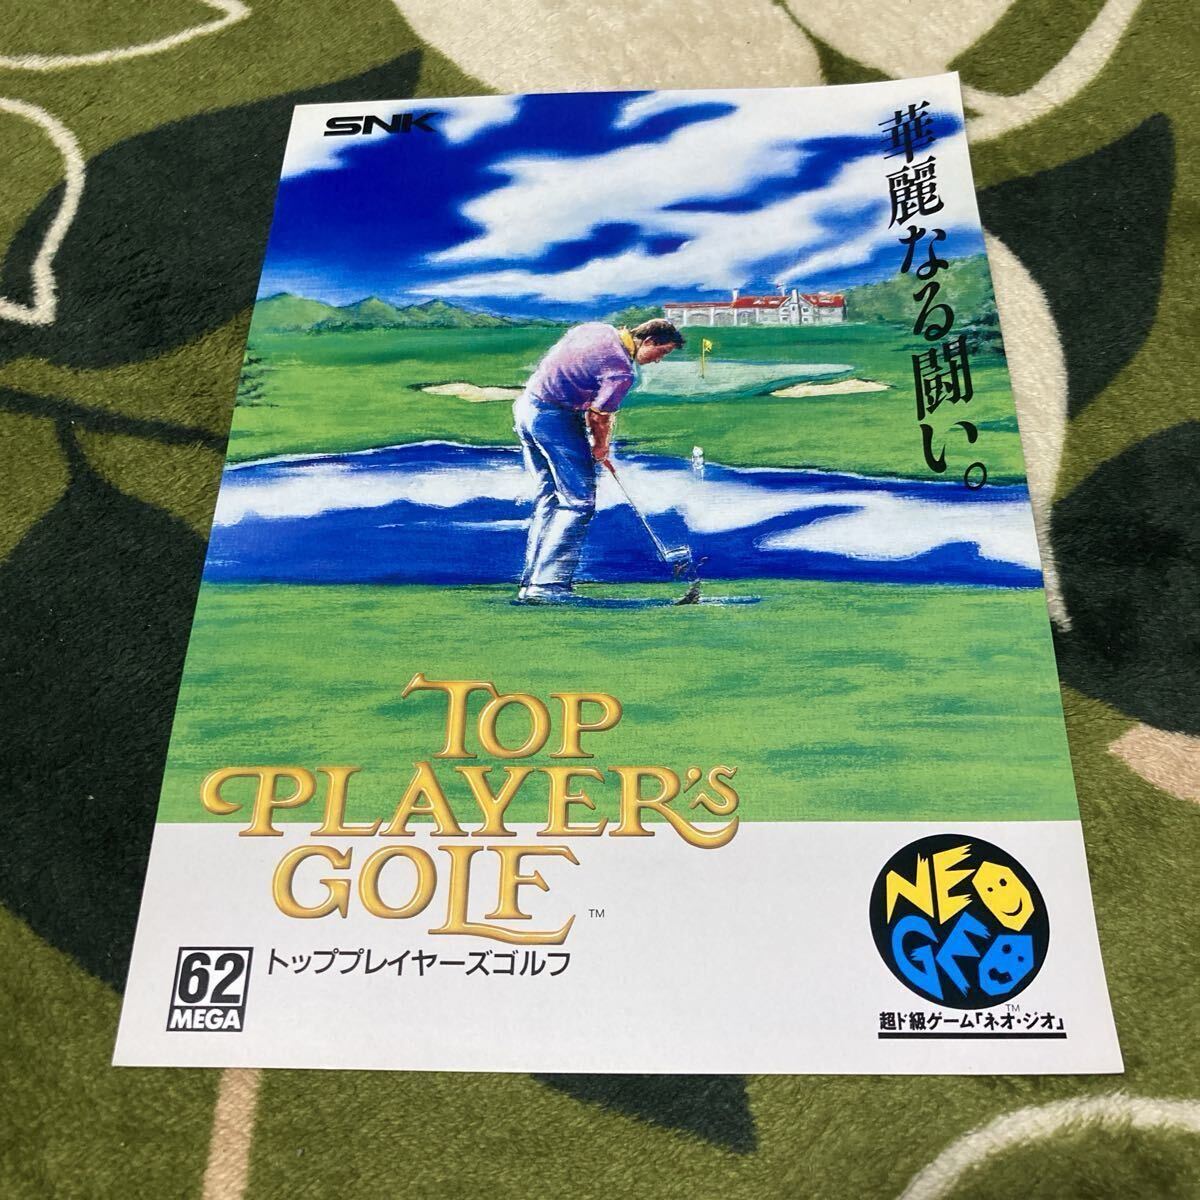 SNK
華麗なる闘い。
TOP
PLAYER'S
GOLF
TM
トッププレイヤーズゴルフ
62
MEGA
NEO
GEO
TM
超ド級ゲーム「ネオ・ジオ」